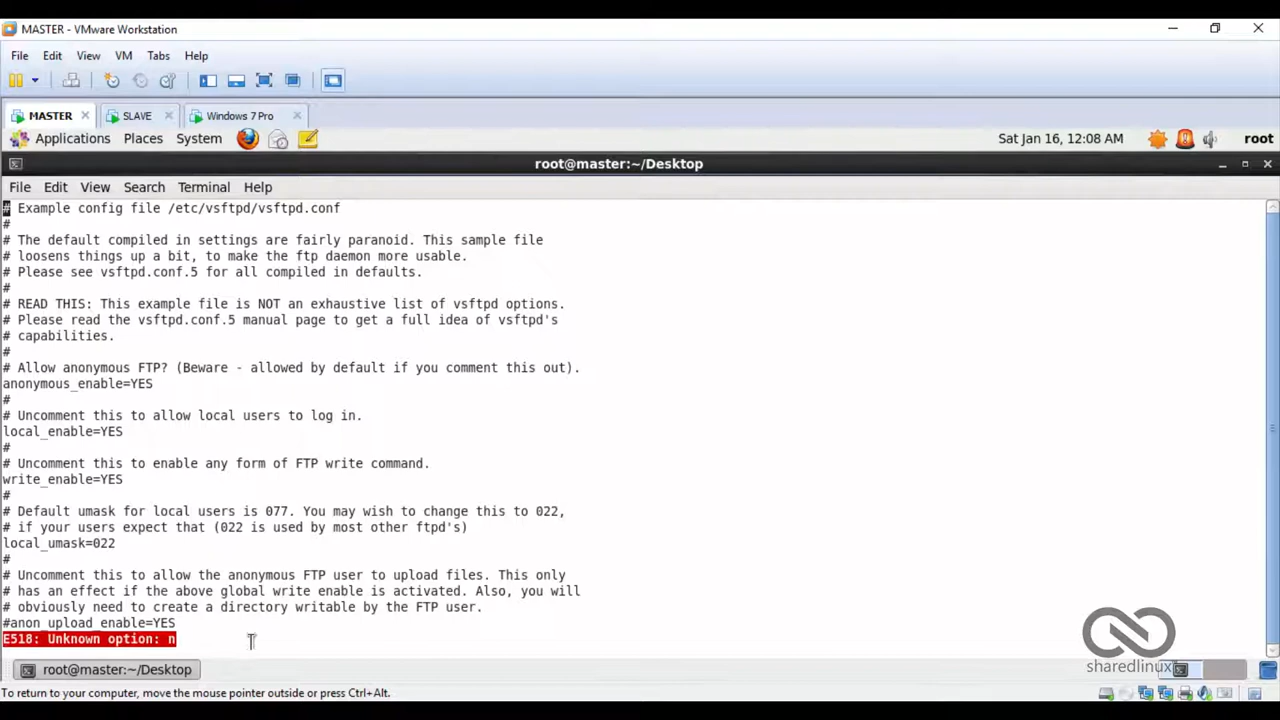 MASTER - VMware Workstation
File Edit View VM Tabs Help
MASTER SLAVE Windows 7 Pro
Applications Places System Sat Jan 16, 12:08 AM root
root@master:~/Desktop
File Edit View Search Terminal Help
# Example config file /etc/vsftpd/vsftpd.conf
#
# The default compiled in settings are fairly paranoid. This sample file
# loosens things up a bit, to make the ftp daemon more usable.
# Please see vsftpd.conf.5 for all compiled in defaults.
#
# READ THIS: This example file is NOT an exhaustive list of vsftpd options.
# Please read the vsftpd.conf.5 manual page to get a full idea of vsftpd's
# capabilities.
#
# Allow anonymous FTP? (Beware - allowed by default if you comment this out).
anonymous_enable=YES
#
# Uncomment this to allow local users to log in.
local_enable=YES
#
# Uncomment this to enable any form of FTP write command.
write_enable=YES
#
# Default umask for local users is 077. You may wish to change this to 022,
# if your users expect that (022 is used by most other ftpd's)
local_umask=022
#
# Uncomment this to allow the anonymous FTP user to upload files. This only
# has an effect if the above global write enable is activated. Also, you will
# obviously need to create a directory writable by the FTP user.
#anon_upload_enable=YES
E518: Unknown option: n
sharedlinux
root@master:~/Desktop
To return to your computer, move the mouse pointer outside or press Ctrl+Alt.